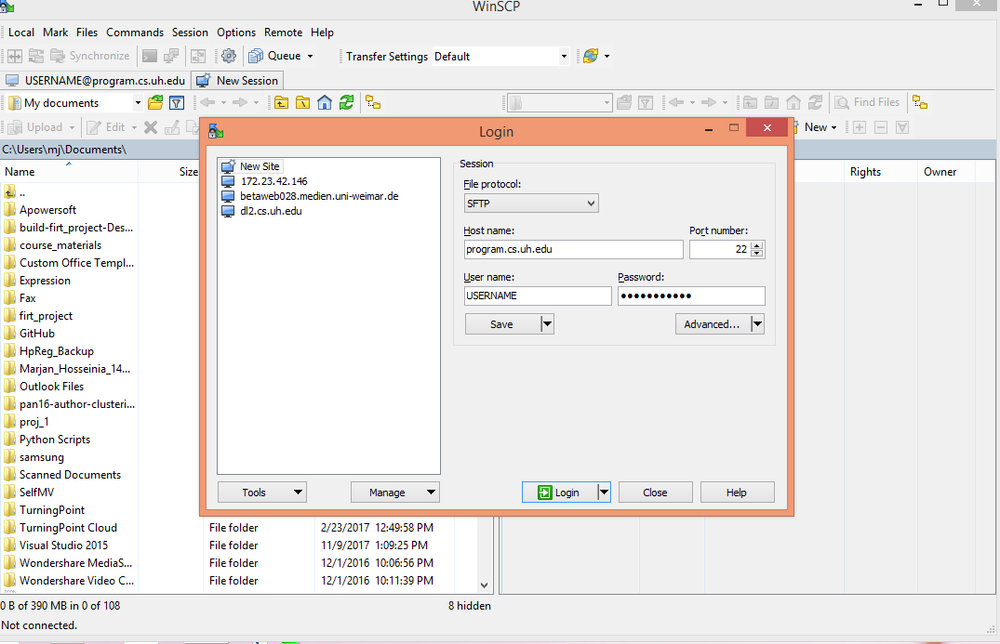 WinSCP
Local Mark Files Commands Session Options Remote Help
Synchronize Queue Transfer Settings Default
USERNAME@program.cs.uh.edu New Session
My documents Find Files
Upload Edit New
C:\Users\mj\Documents\
Name Size Rights Owner
..
Apowersoft
build-firt_project-Des...
course_materials
Custom Office Templ...
Expression
Fax
firt_project
GitHub
HpReg_Backup
Marjan_Hosseinia_14...
Outlook Files
pan16-author-clusteri...
proj_1
Python Scripts
samsung
Scanned Documents
SelfMV
TurningPoint
TurningPoint Cloud File folder 2/23/2017 12:49:58 PM
Visual Studio 2015 File folder 11/9/2017 1:09:25 PM
Wondershare MediaS... File folder 12/1/2016 10:06:56 PM
Wondershare Video C... File folder 12/1/2016 10:11:39 PM
0 B of 390 MB in 0 of 108 8 hidden
Not connected.
Login
New Site
172.23.42.146
betaweb028.medien.uni-weimar.de
dl2.cs.uh.edu
Session
File protocol:
SFTP
Host name: Port number:
program.cs.uh.edu 22
User name: Password:
USERNAME ●●●●●●●●●●●
Save Advanced...
Tools Manage Login Close Help